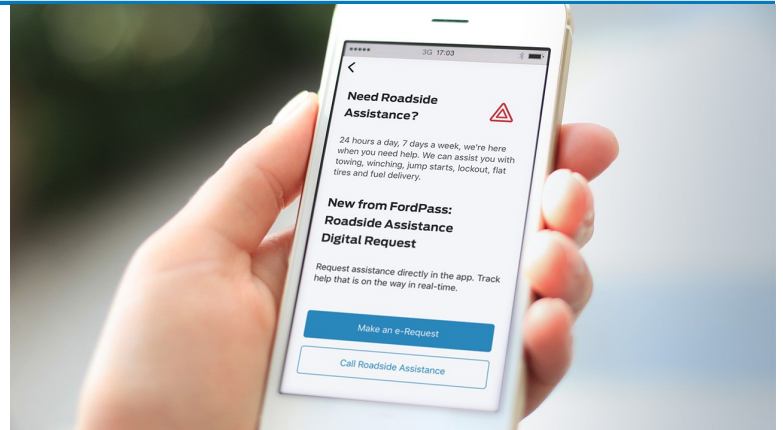 3G 17:03
Need Roadside
Assistance?
24 hours a day, 7 days a week, we're here
when you need help. We can assist you with
towing, winching, jump starts, lockout, flat
tires and fuel delivery.
New from FordPass:
Roadside Assistance
Digital Request
Request assistance directly in the app. Track
help that is on the way in real-time.
Make an e-Request
Call Roadside Assistance